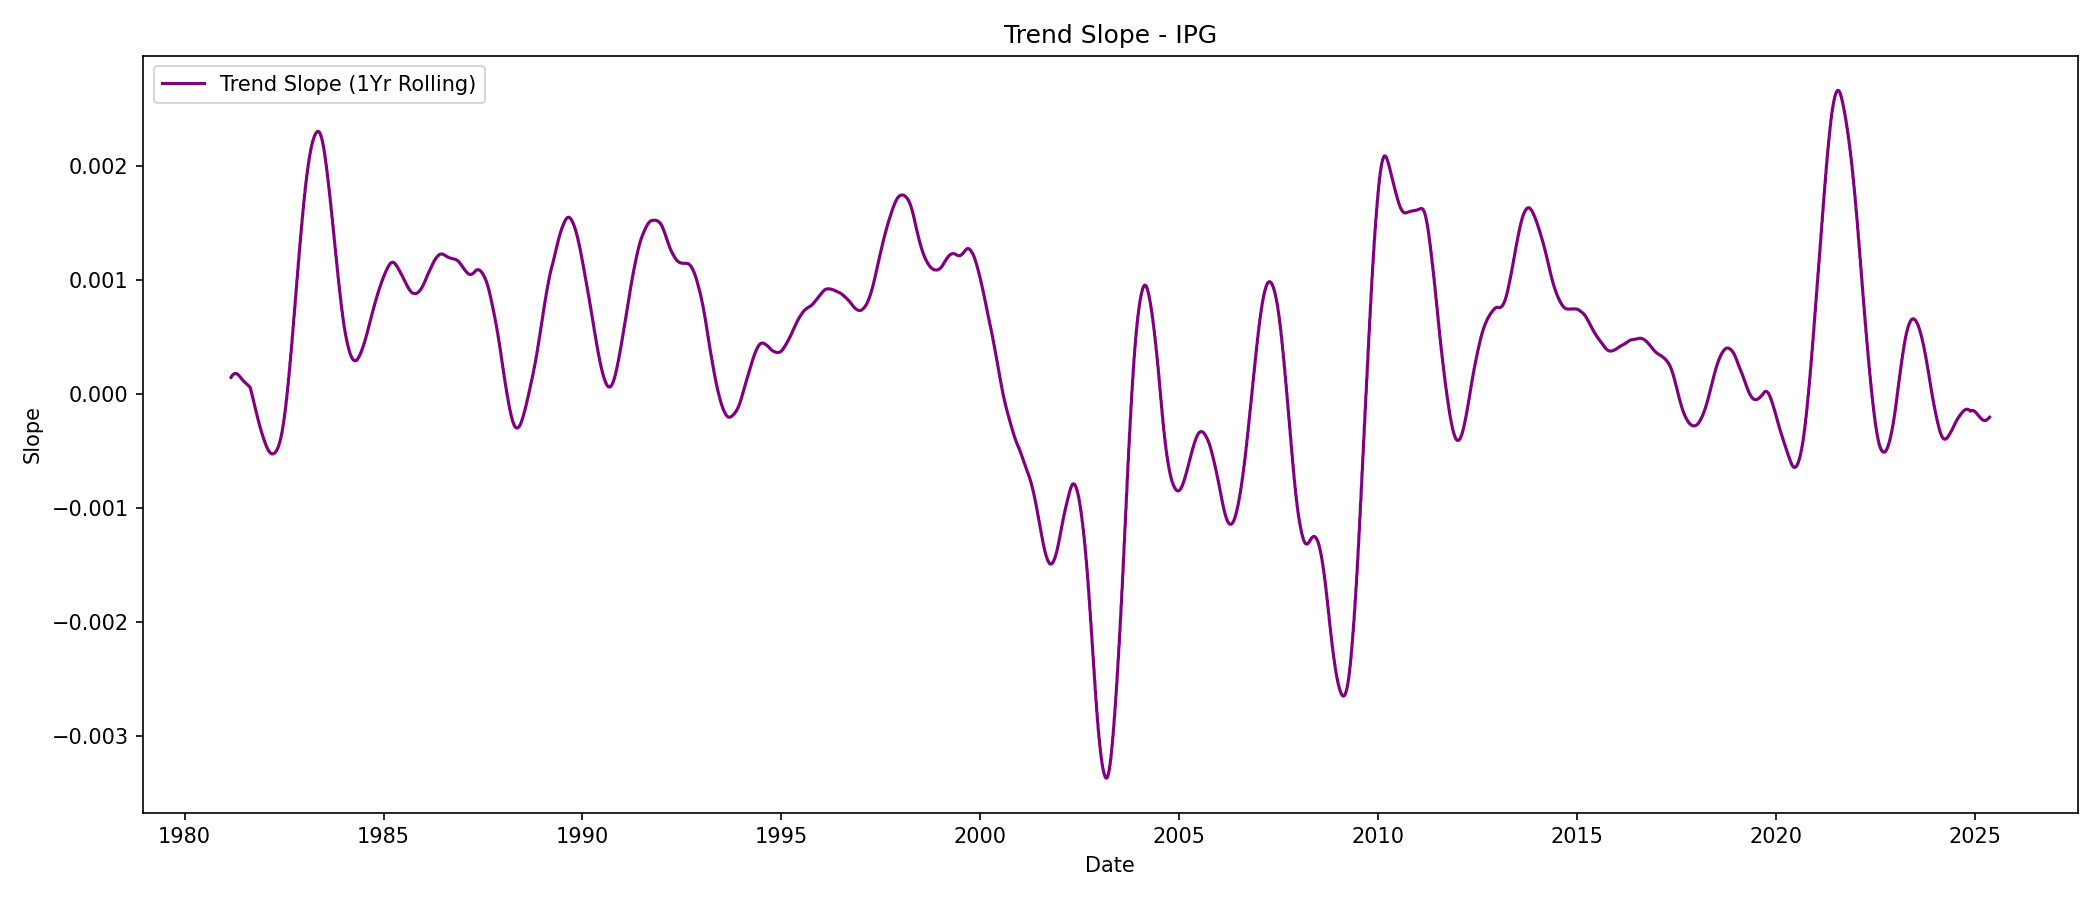 Trend Slope - IPG
Trend Slope (1Yr Rolling)
0.002
0.001
0.000
−0.001
−0.002
−0.003
Slope
1980 1985 1990 1995 2000 2005 2010 2015 2020 2025
Date